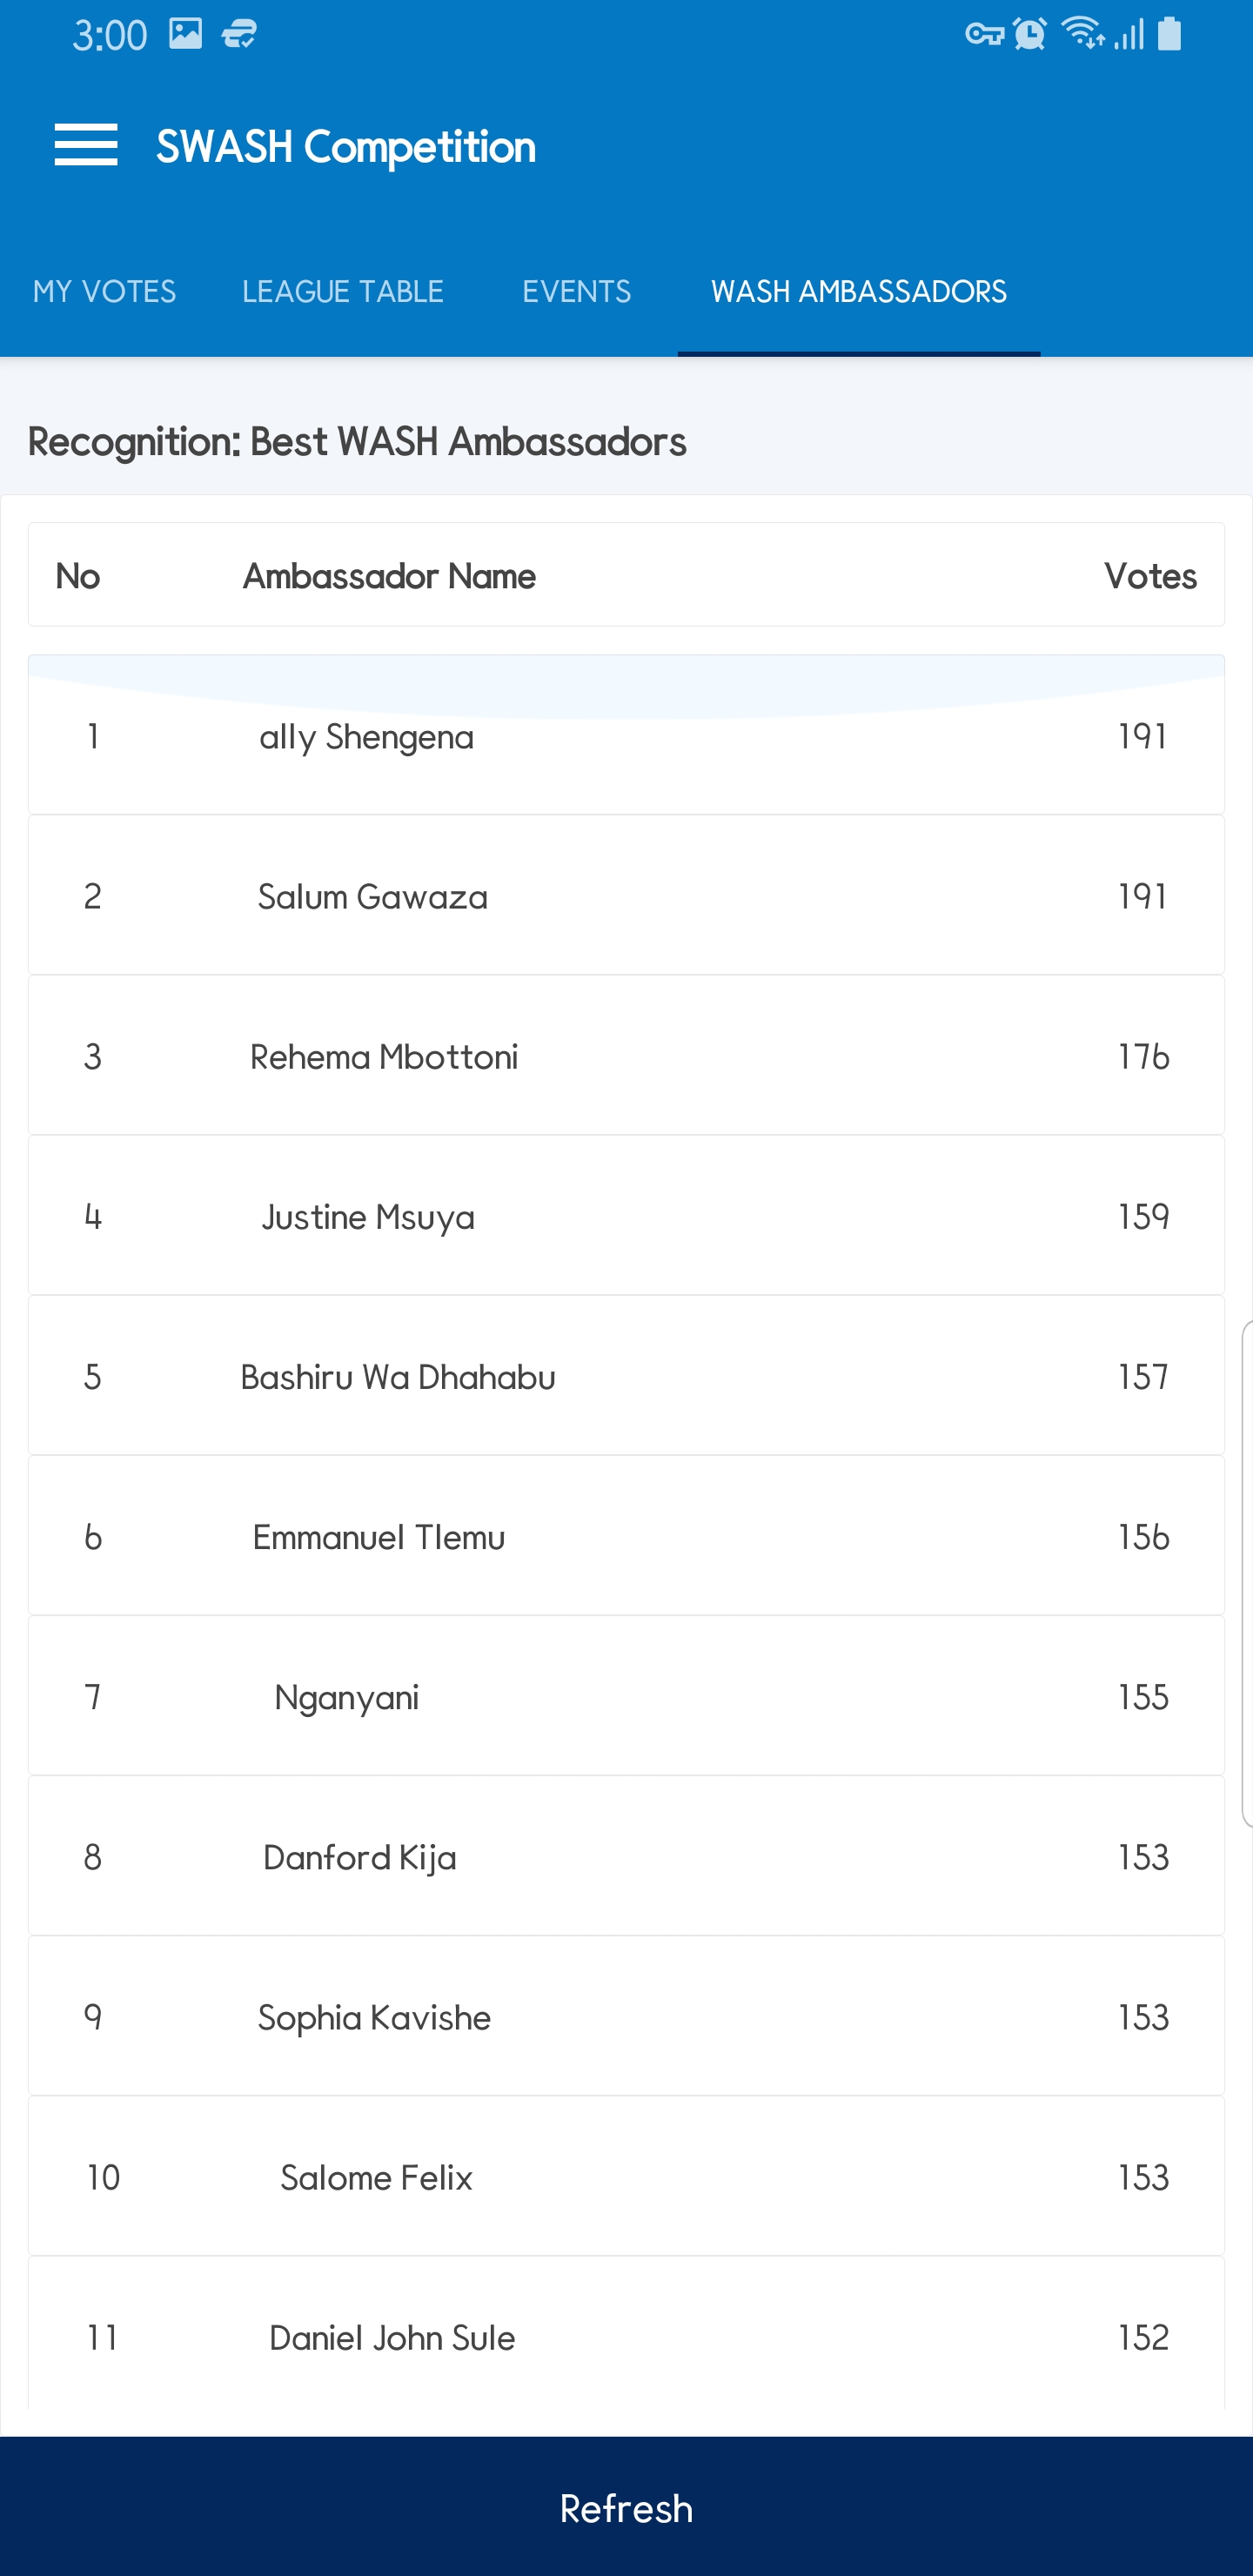 3:00
SWASH Competition
MY VOTES LEAGUE TABLE EVENTS WASH AMBASSADORS
Recognition: Best WASH Ambassadors
No Ambassador Name Votes
1 ally Shengena 191
2 Salum Gawaza 191
3 Rehema Mbottoni 176
4 Justine Msuya 159
5 Bashiru Wa Dhahabu 157
6 Emmanuel Tlemu 156
7 Nganyani 155
8 Danford Kija 153
9 Sophia Kavishe 153
10 Salome Felix 153
11 Daniel John Sule 152
Refresh